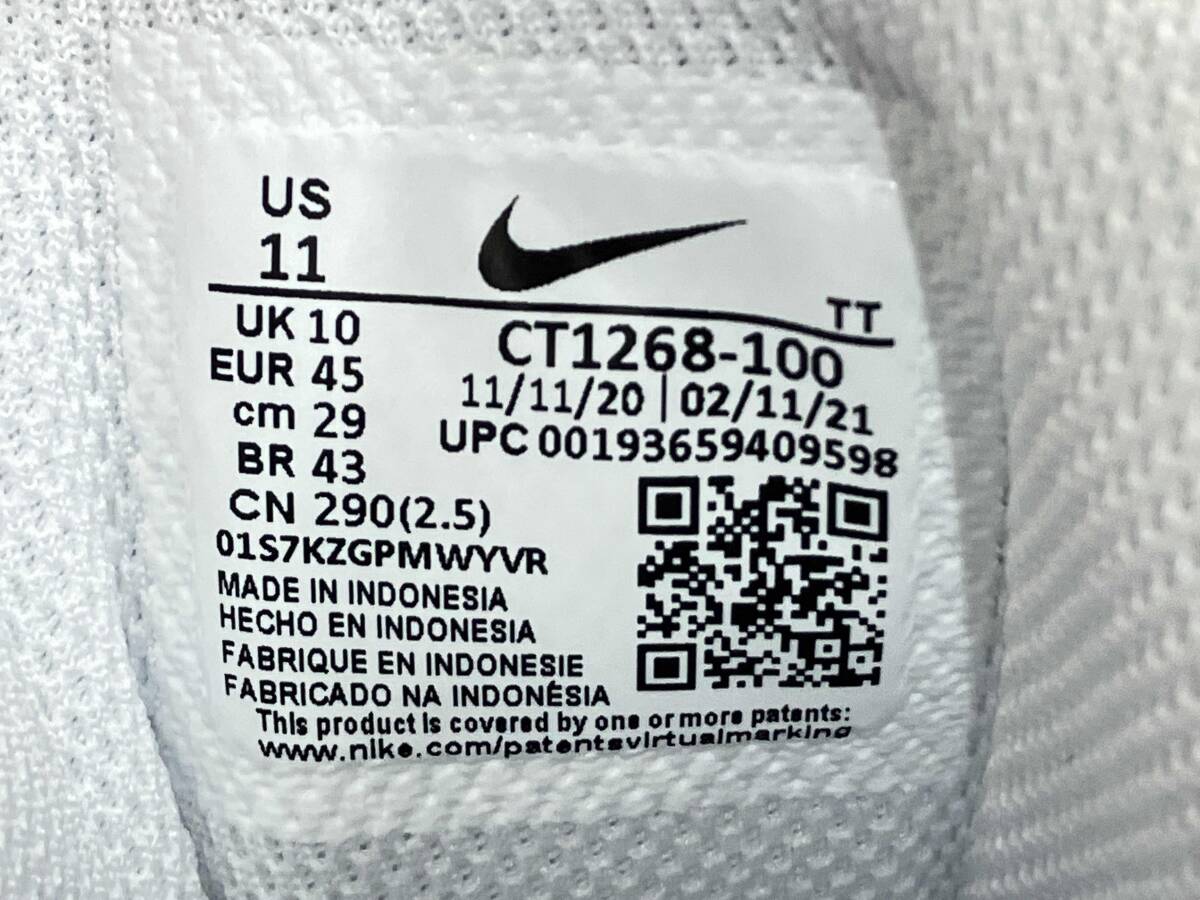 US
11
TT
UK 10
EUR 45
cm 29
BR 43
CN 290(2.5)
CT1268-100
11/11/20 | 02/11/21
UPC 00193659409598
01S7KZGPMWYVR
MADE IN INDONESIA
HECHO EN INDONESIA
FABRIQUE EN INDONESIE
FABRICADO NA INDONÉSIA
This product is covered by one or more patents:
www.nike.com/patentsvirtualmarking